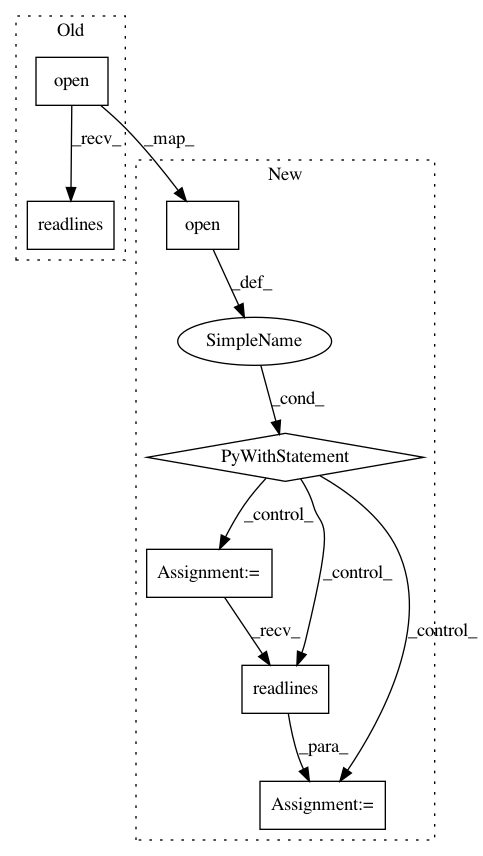 Old
open
_recv_
_map_
New
readlines
open
_def_
SimpleName
_cond_
PyWithStatement
_control_
_control_
_control_
Assignment:=
_recv_
readlines
_para_
Assignment:=